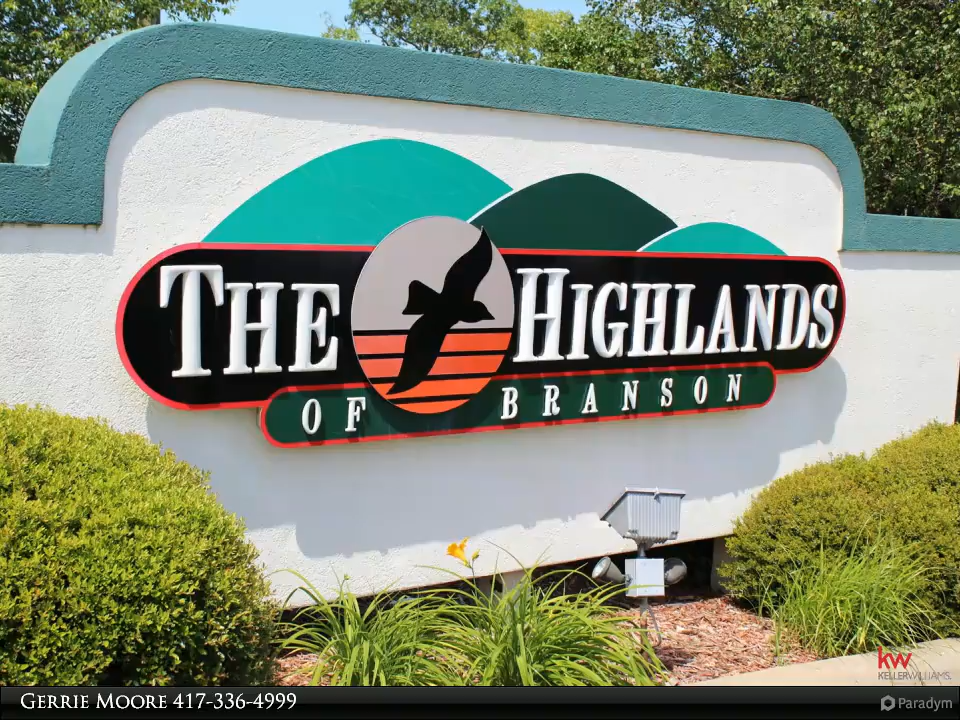 THE HIGHLANDS
OF BRANSON
kw
KELLERWILLIAMS.
GERRIE MOORE 417-336-4999
Paradym